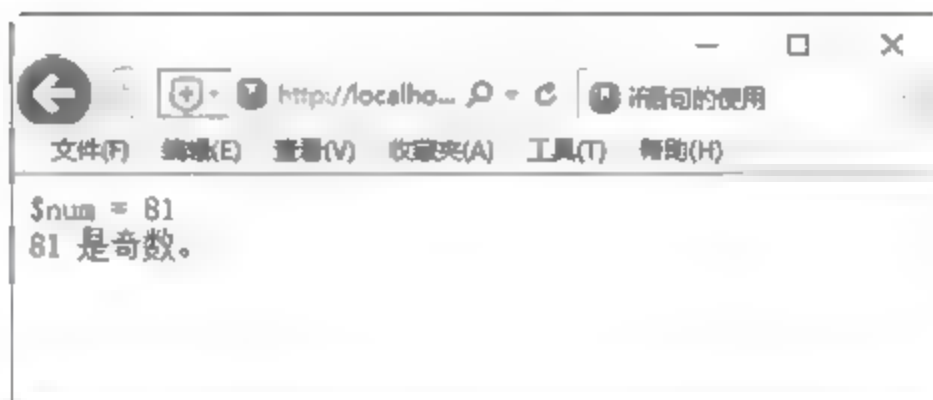 http://localho...
if语句的使用
文件(F) 编辑(E) 查看(V) 收藏夹(A) 工具(T) 帮助(H)
$num = 81
81 是奇数。